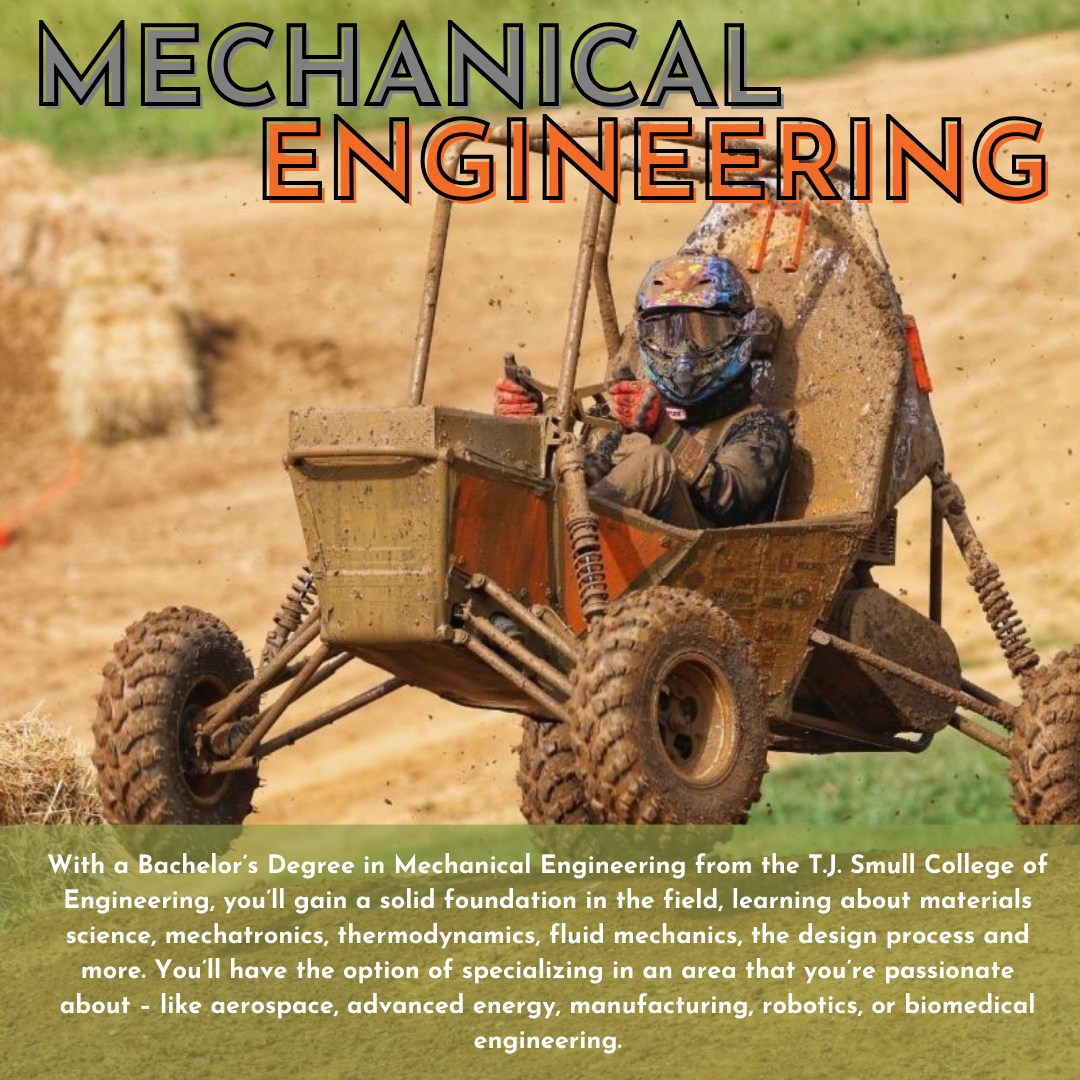 MECHANICAL
ENGINEERING
With a Bachelor's Degree in Mechanical Engineering from the T.J. Smull College of
Engineering, you'll gain a solid foundation in the field, learning about materials
science, mechatronics, thermodynamics, fluid mechanics, the design process and
more. You'll have the option of specializing in an area that you're passionate
about – like aerospace, advanced energy, manufacturing, robotics, or biomedical
engineering.